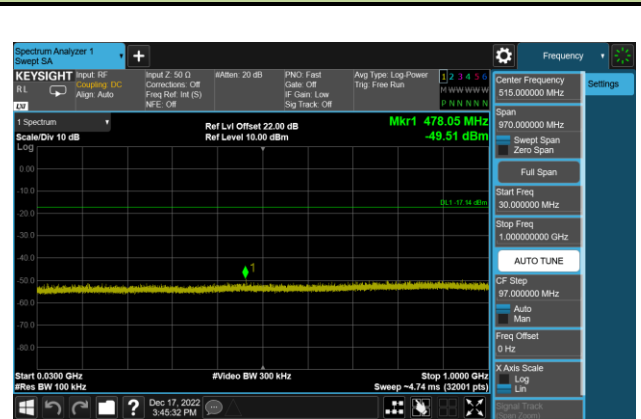 Spectrum Analyzer 1
Swept SA
Frequency
KEYSIGHT
RL
LXI
Input: RF
Coupling: DC
Align: Auto
Input Z: 50 Ω
Corrections: Off
Freq Ref: Int (S)
NFE: Off
#Atten: 20 dB
PNO: Fast
Gate: Off
IF Gain: Low
Sig Track: Off
Avg Type: Log-Power
Trig: Free Run
1 2 3 4 5 6
M W W W W W
P N N N N N
1 Spectrum
Scale/Div 10 dB
Log
Ref Lvl Offset 22.00 dB
Ref Level 10.00 dBm
Mkr1 478.05 MHz
-49.51 dBm
0.00
-10.0
-20.0
-30.0
-40.0
-50.0
-60.0
-70.0
-80.0
DL1 -17.14 dBm
1
Start 0.0300 GHz
#Res BW 100 kHz
#Video BW 300 kHz
Stop 1.0000 GHz
Sweep ~4.74 ms (32001 pts)
Dec 17, 2022
3:45:32 PM
Center Frequency
515.000000 MHz
Settings
Span
970.000000 MHz
Swept Span
Zero Span
Full Span
Start Freq
30.000000 MHz
Stop Freq
1.000000000 GHz
AUTO TUNE
CF Step
97.000000 MHz
Auto
Man
Freq Offset
0 Hz
X Axis Scale
Log
Lin
Signal Track
(Span Zoom)